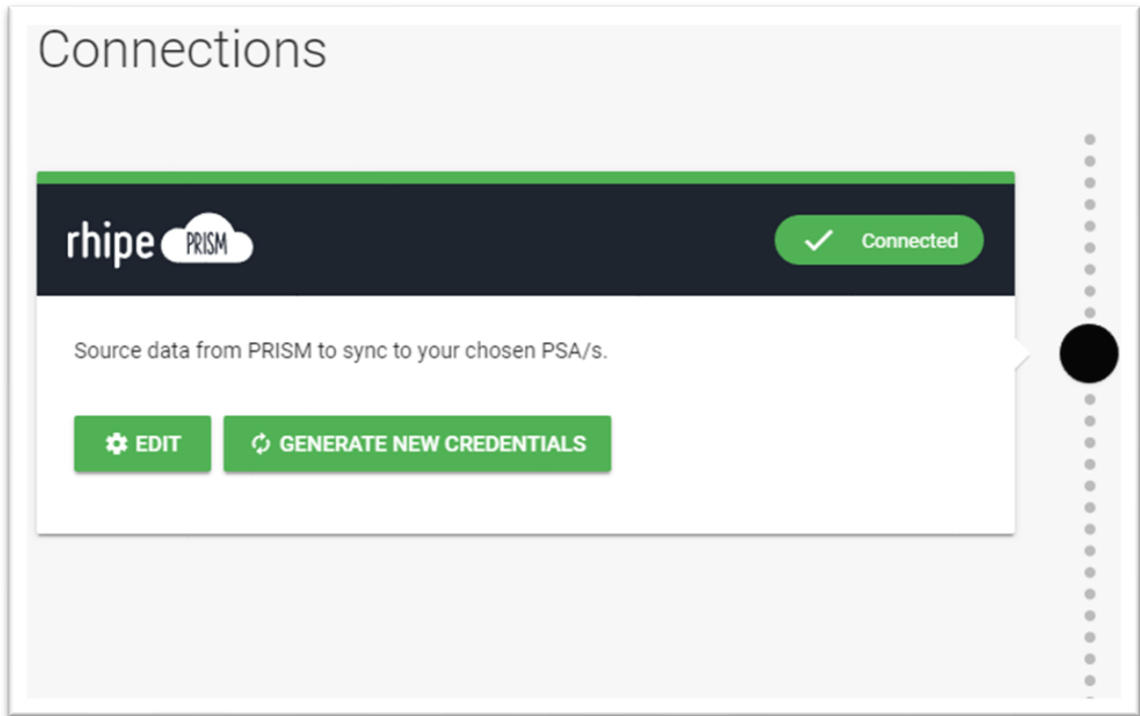 Connections
rhipe PRISM
Connected
Source data from PRISM to sync to your chosen PSA/s.
EDIT
GENERATE NEW CREDENTIALS